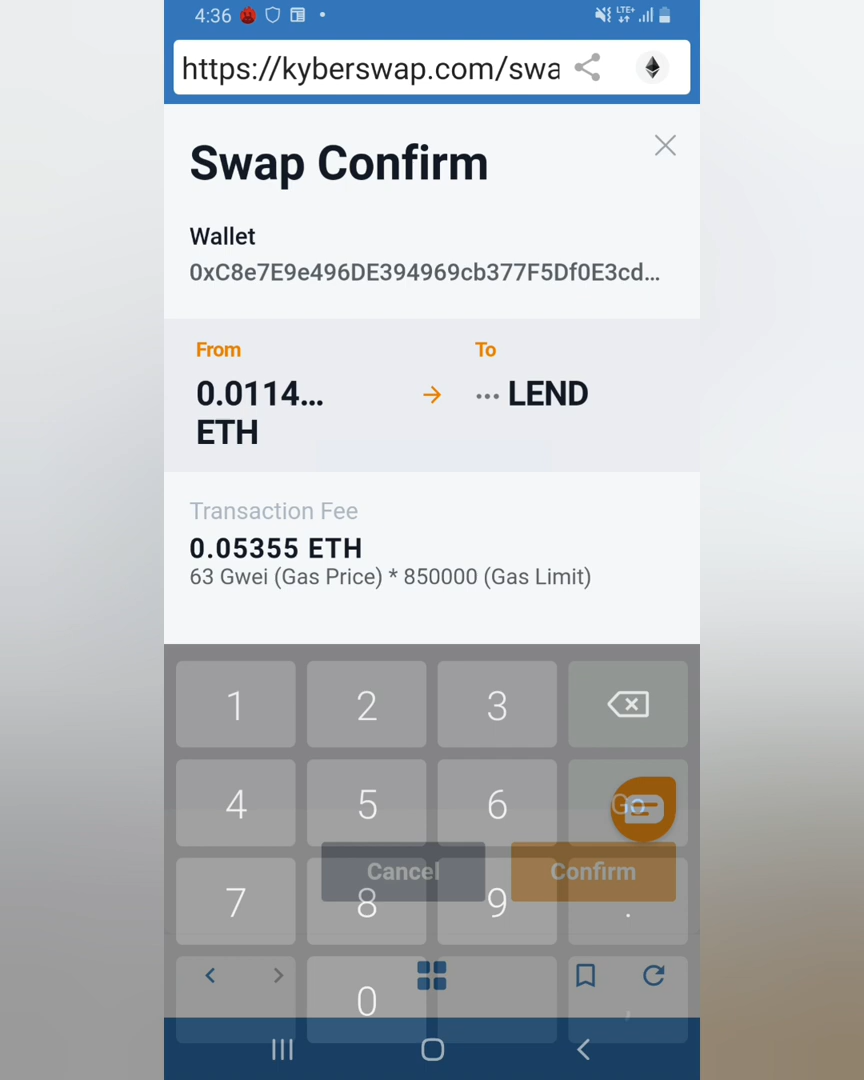 4:36 LTE+
https://kyberswap.com/swa
Swap Confirm
Wallet
0xC8e7E9e496DE394969cb377F5Df0E3cd...
From To
0.0114... ETH → ... LEND
Transaction Fee
0.05355 ETH
63 Gwei (Gas Price) * 850000 (Gas Limit)
1 2 3
4 5 6 Go
Cancel Confirm
7 8 9 .
0 ,